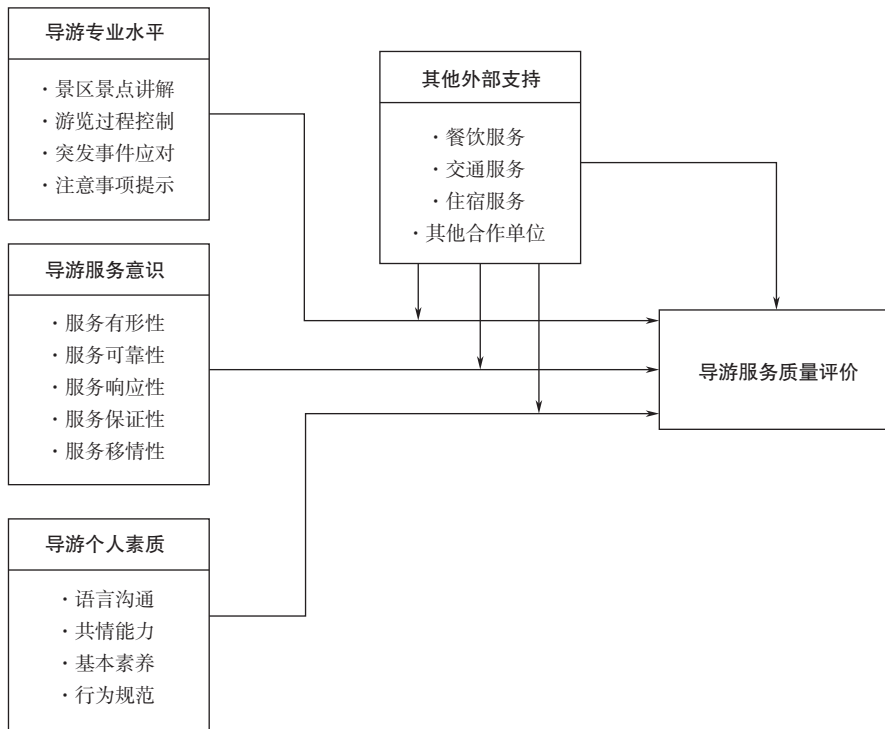 导游专业水平
·景区景点讲解
·游览过程控制
·突发事件应对
·注意事项提示
其他外部支持
·餐饮服务
·交通服务
·住宿服务
·其他合作单位
导游服务意识
·服务有形性
·服务可靠性
·服务响应性
·服务保证性
·服务移情性
导游服务质量评价
导游个人素质
·语言沟通
·共情能力
·基本素养
·行为规范